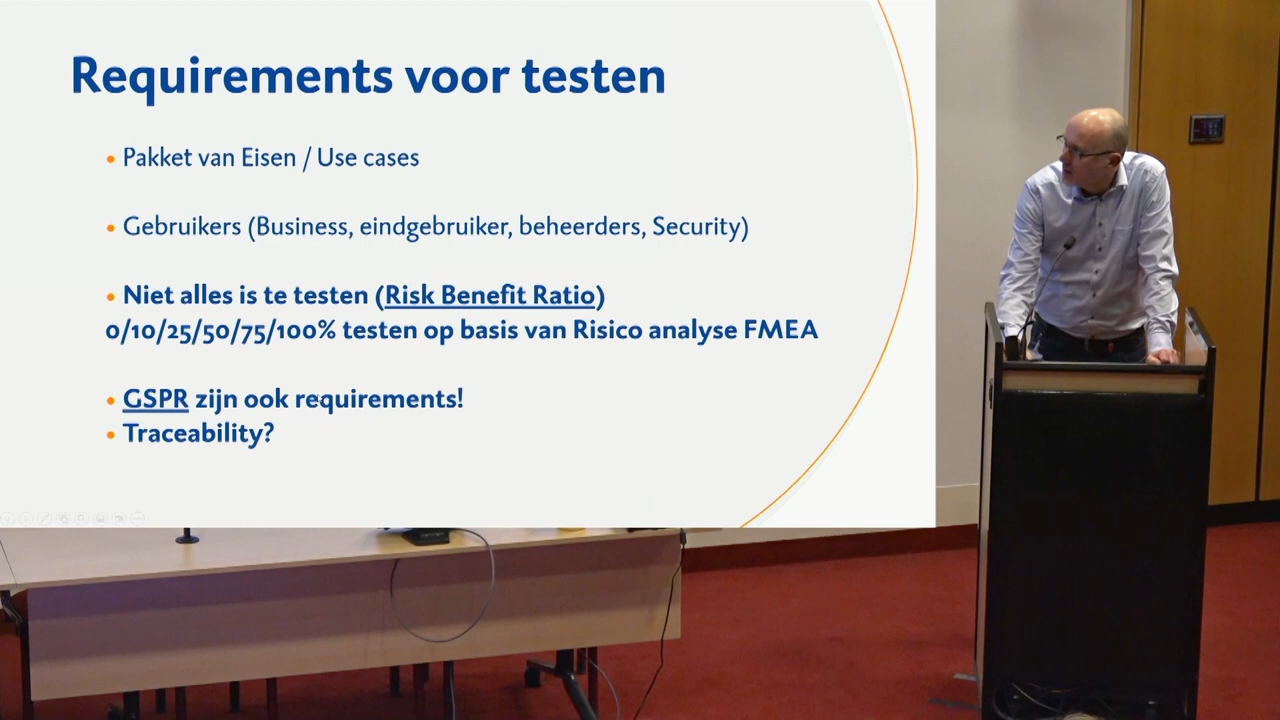 Requirements voor testen
• Pakket van Eisen / Use cases
• Gebruikers (Business, eindgebruiker, beheerders, Security)
• Niet alles is te testen (Risk Benefit Ratio)
0/10/25/50/75/100% testen op basis van Risico analyse FMEA
• GSPR zijn ook requirements!
• Traceability?